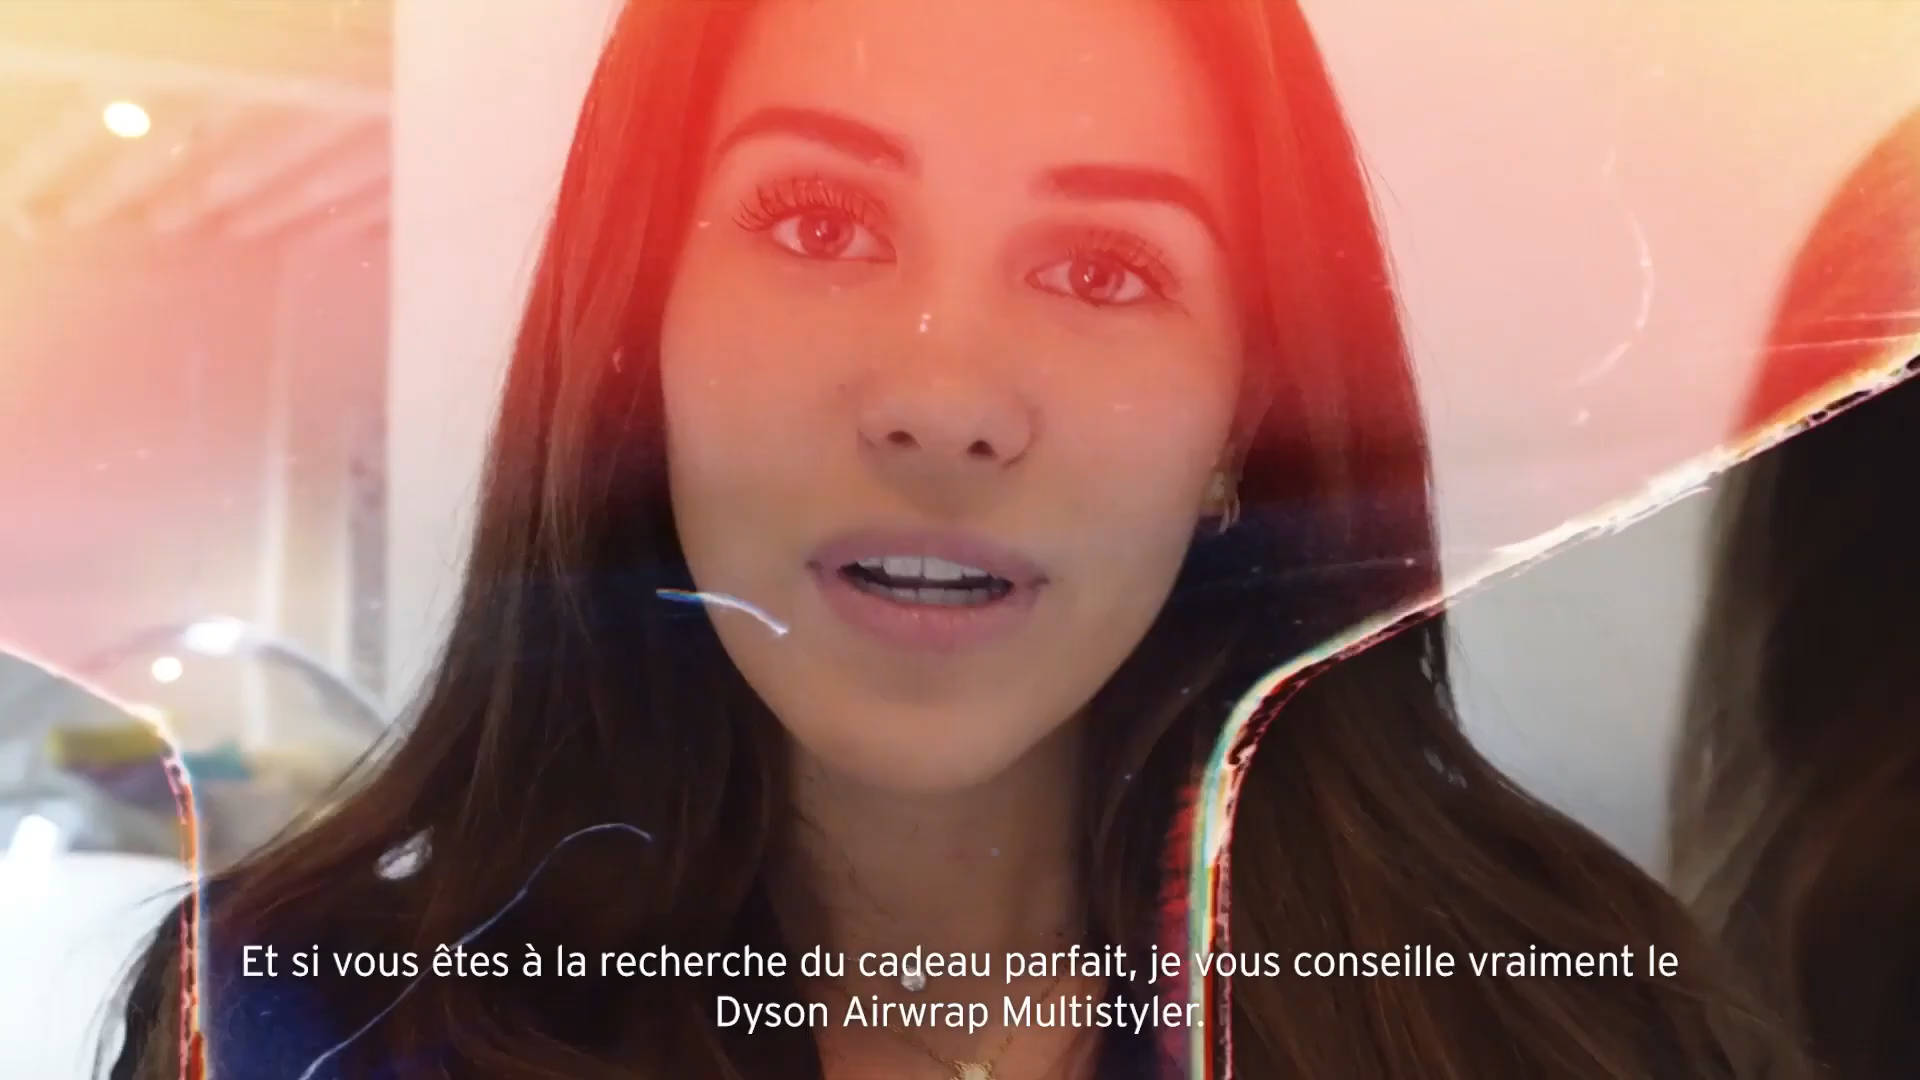 Et si vous êtes à la recherche du cadeau parfait, je vous conseille vraiment le
Dyson Airwrap Multistyler.